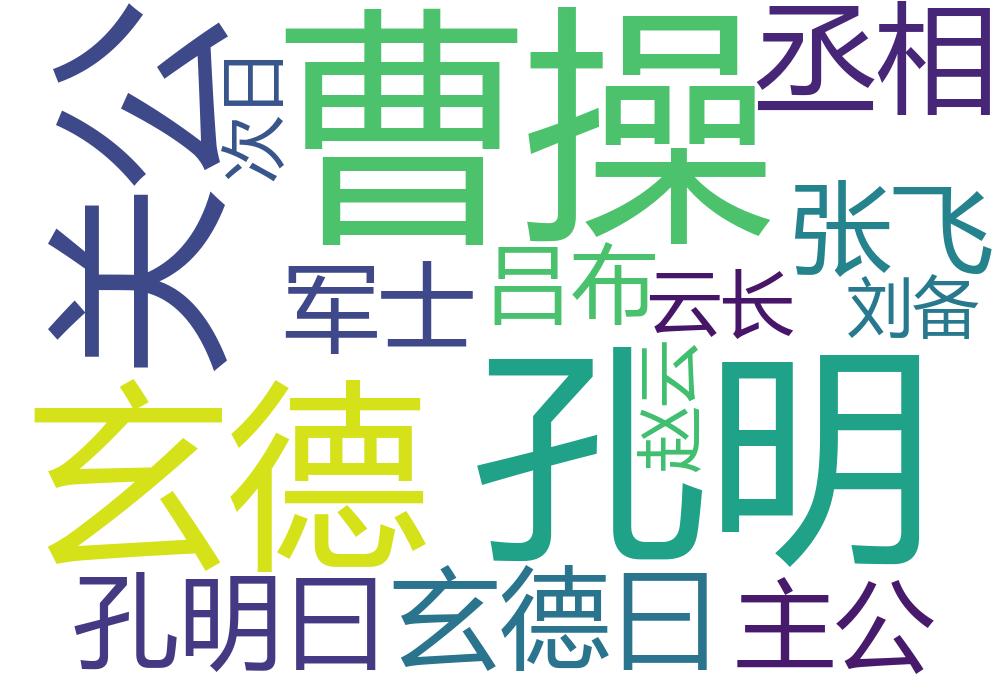 关公
次日
曹操
丞相
张飞
军士
吕布
云长
刘备
玄德
孔明
赵云
孔明曰
玄德曰
主公